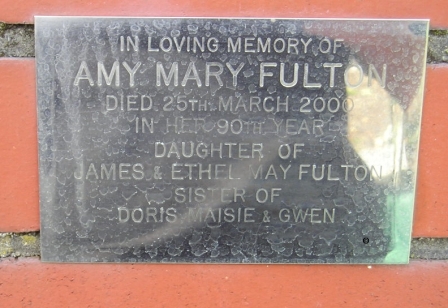 IN LOVING MEMORY OF
AMY MARY FULTON
DIED 25TH MARCH 2000
IN HER 90TH YEAR
DAUGHTER OF
JAMES & ETHEL MAY FULTON
SISTER OF
DORIS, MAISIE & GWEN